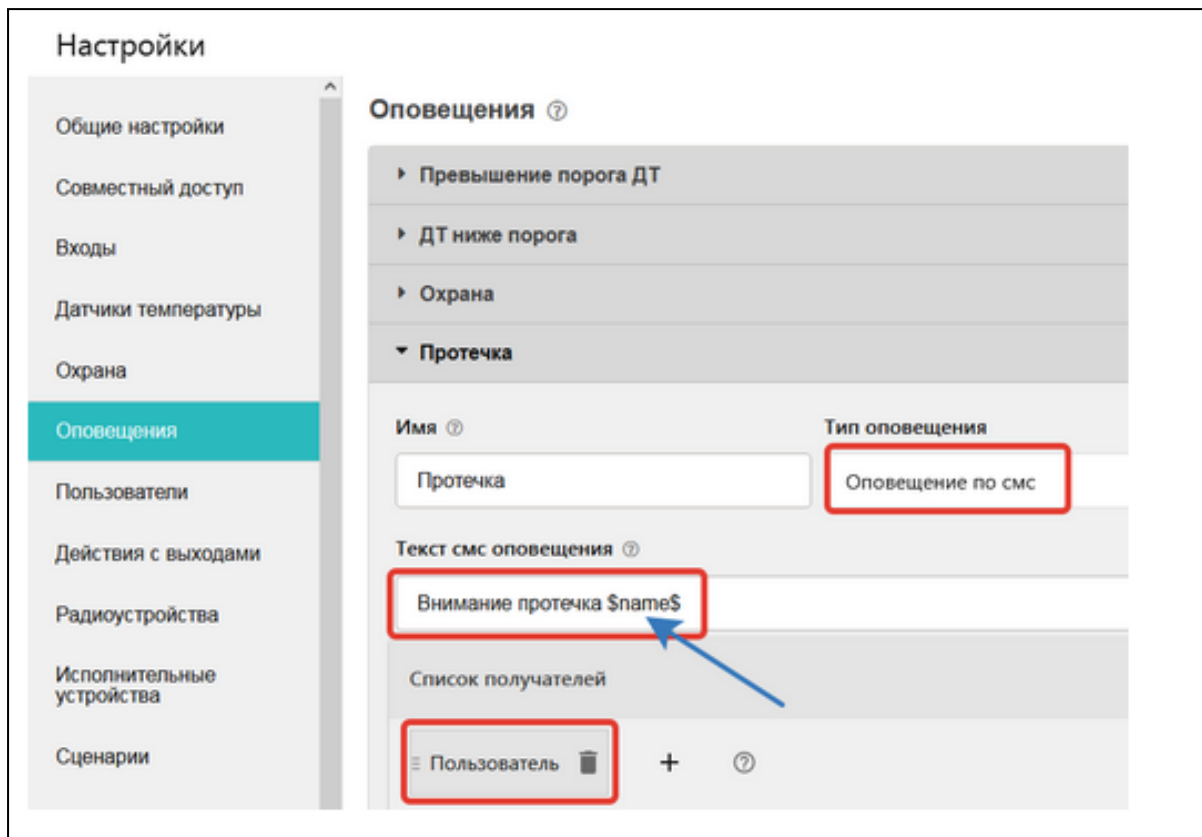 Настройки
Общие настройки
Совместный доступ
Входы
Датчики температуры
Охрана
Оповещения
Пользователи
Действия с выходами
Радиоустройства
Исполнительные
устройства
Сценарии
Оповещения
Превышение порога ДТ
ДТ ниже порога
Охрана
Протечка
Имя
Тип оповещения
Протечка
Оповещение по смс
Текст смс оповещения
Внимание протечка $name$
Список получателей
Пользователь